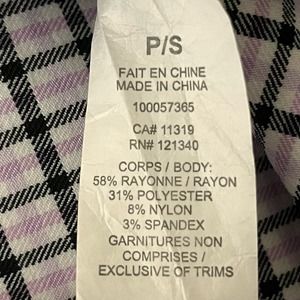 P/S
FAIT EN CHINE
MADE IN CHINA
100057365
CA# 11319
RN# 121340
CORPS / BODY:
58% RAYONNE / RAYON
31% POLYESTER
8% NYLON
3% SPANDEX
GARNITURES NON
COMPRISES /
EXCLUSIVE OF TRIMS